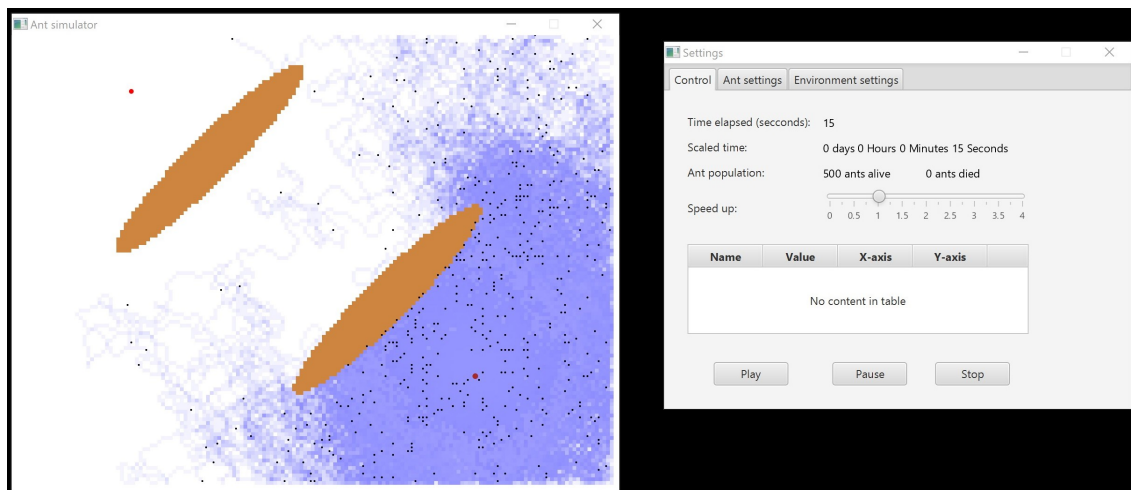 Ant simulator
Settings
Control Ant settings Environment settings
Time elapsed (secconds): 15
Scaled time: 0 days 0 Hours 0 Minutes 15 Seconds
Ant population: 500 ants alive 0 ants died
Speed up:
0 0.5 1 1.5 2 2.5 3 3.5 4
Name Value X-axis Y-axis
No content in table
Play Pause Stop